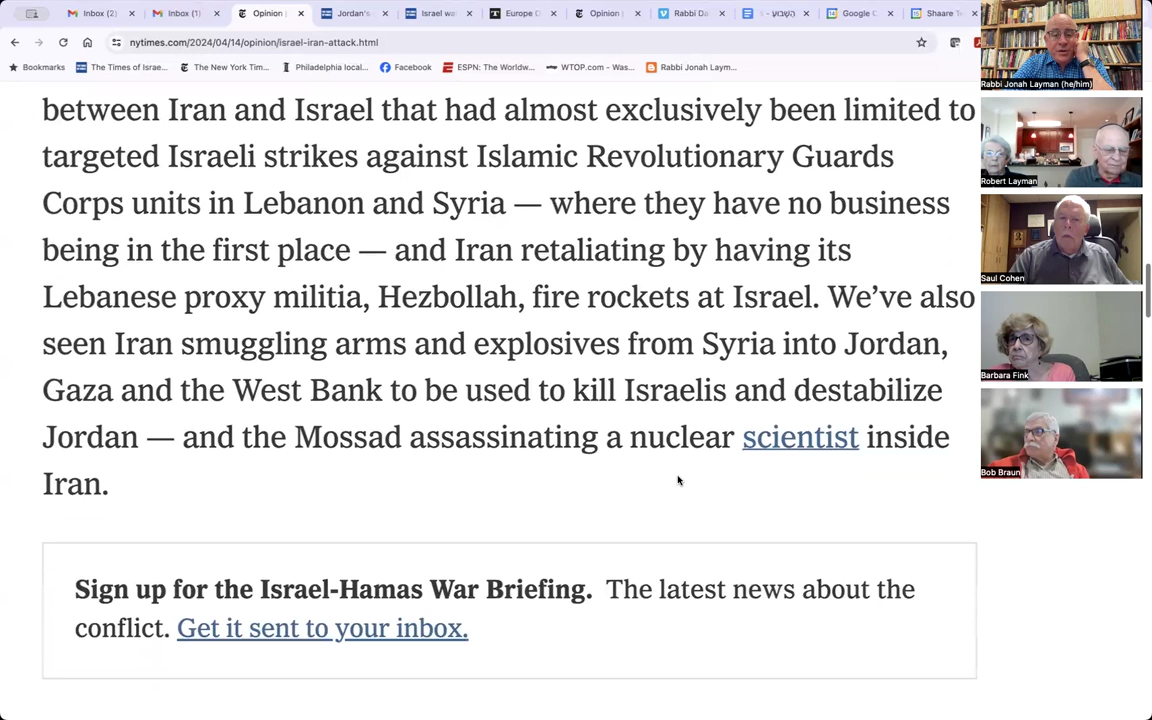 Inbox (2)
Inbox (1)
Opinion
Jordan's
Israel wa
Europe
Opinion
Rabbi Da
השבוע -
Google C
Shaare T
nytimes.com/2024/04/14/opinion/israel-iran-attack.html
Bookmarks
The Times of Israe...
The New York Tim...
Philadelphia local...
Facebook
ESPN: The Worldw...
WTOP.com - Was...
Rabbi Jonah Laym...
between Iran and Israel that had almost exclusively been limited to
targeted Israeli strikes against Islamic Revolutionary Guards
Corps units in Lebanon and Syria — where they have no business
being in the first place — and Iran retaliating by having its
Lebanese proxy militia, Hezbollah, fire rockets at Israel. We’ve also
seen Iran smuggling arms and explosives from Syria into Jordan,
Gaza and the West Bank to be used to kill Israelis and destabilize
Jordan — and the Mossad assassinating a nuclear scientist inside
Iran.
Sign up for the Israel-Hamas War Briefing. The latest news about the
conflict. Get it sent to your inbox.
Rabbi Jonah Layman (he/him)
Robert Layman
Saul Cohen
Barbara Fink
Bob Braun